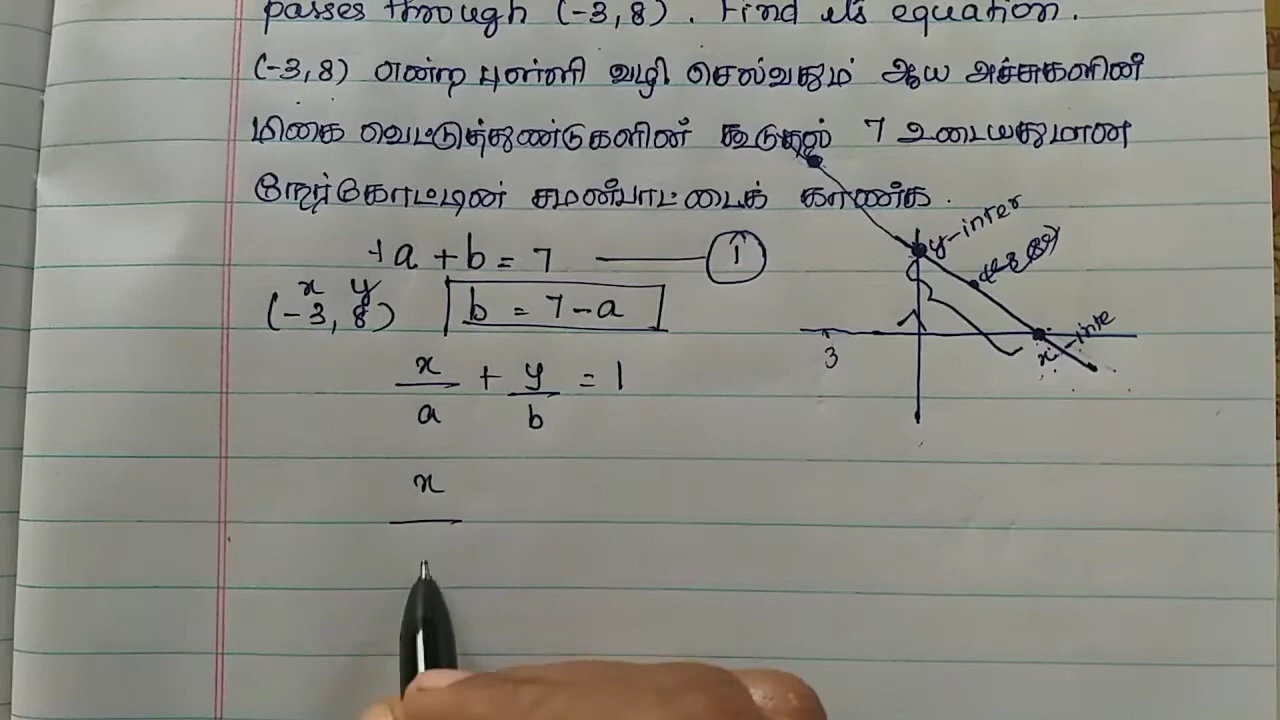 passes through (-3, 8). Find its equation.
(-3, 8) என்ற புள்ளி வழி செல்வதும் ஆய அச்சுகளின்
மிகை வெட்டுத்துண்டுகளின் கூடுதல் 7 உடையதுமான
நேர்கோட்டின் சமன்பாட்டைக் காண்க.
+a + b = 7 ——— 1
x y
(-3, 8) b = 7-a
x/a + y/b = 1
x
y-inter
3
x-inte